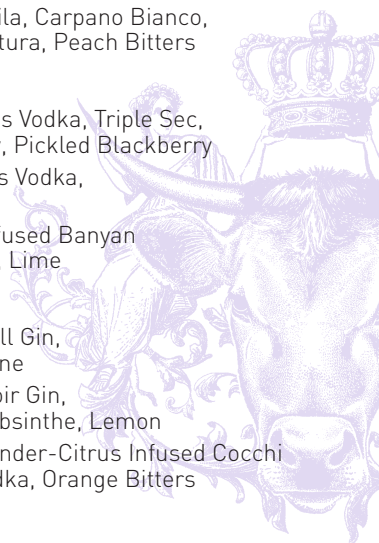 ila, Carpano Bianco,
tura, Peach Bitters
s Vodka, Triple Sec,
, Pickled Blackberry
s Vodka,
fused Banyan
Lime
ll Gin,
ne
oir Gin,
bsinthe, Lemon
nder-Citrus Infused Cocchi
dka, Orange Bitters